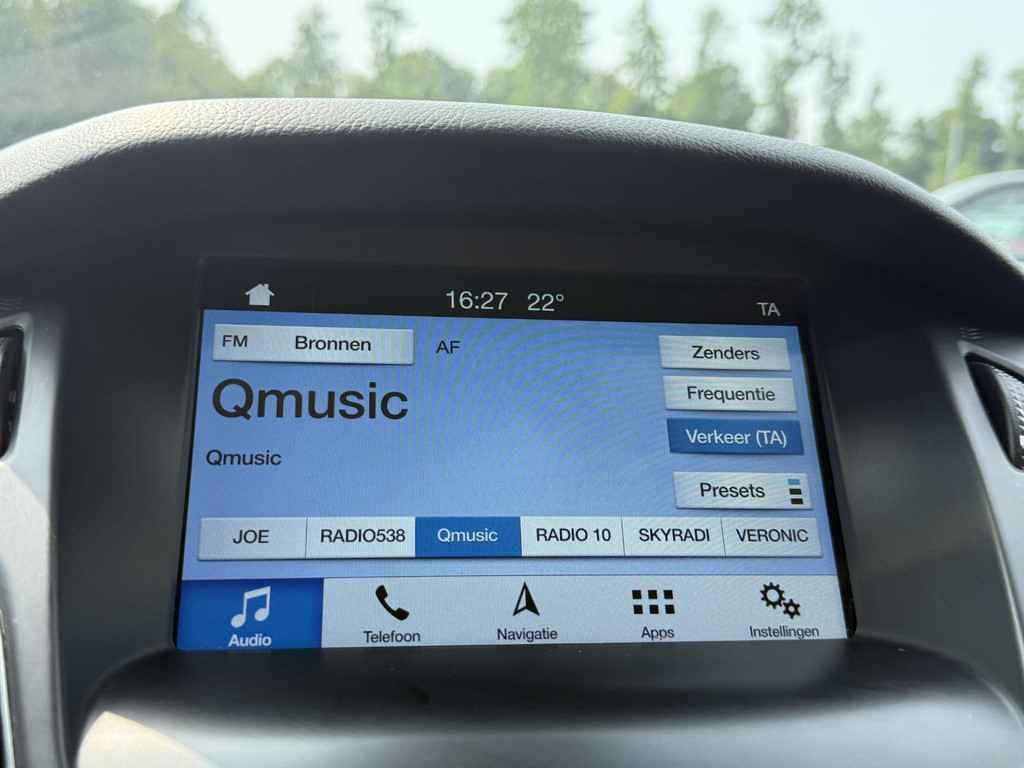 16:27 22°
TA
FM Bronnen
AF
Zenders
Qmusic
Frequentie
Verkeer (TA)
Qmusic
Presets
JOE RADIO538 Qmusic RADIO 10 SKYRADI VERONIC
Audio Telefoon Navigatie Apps Instellingen